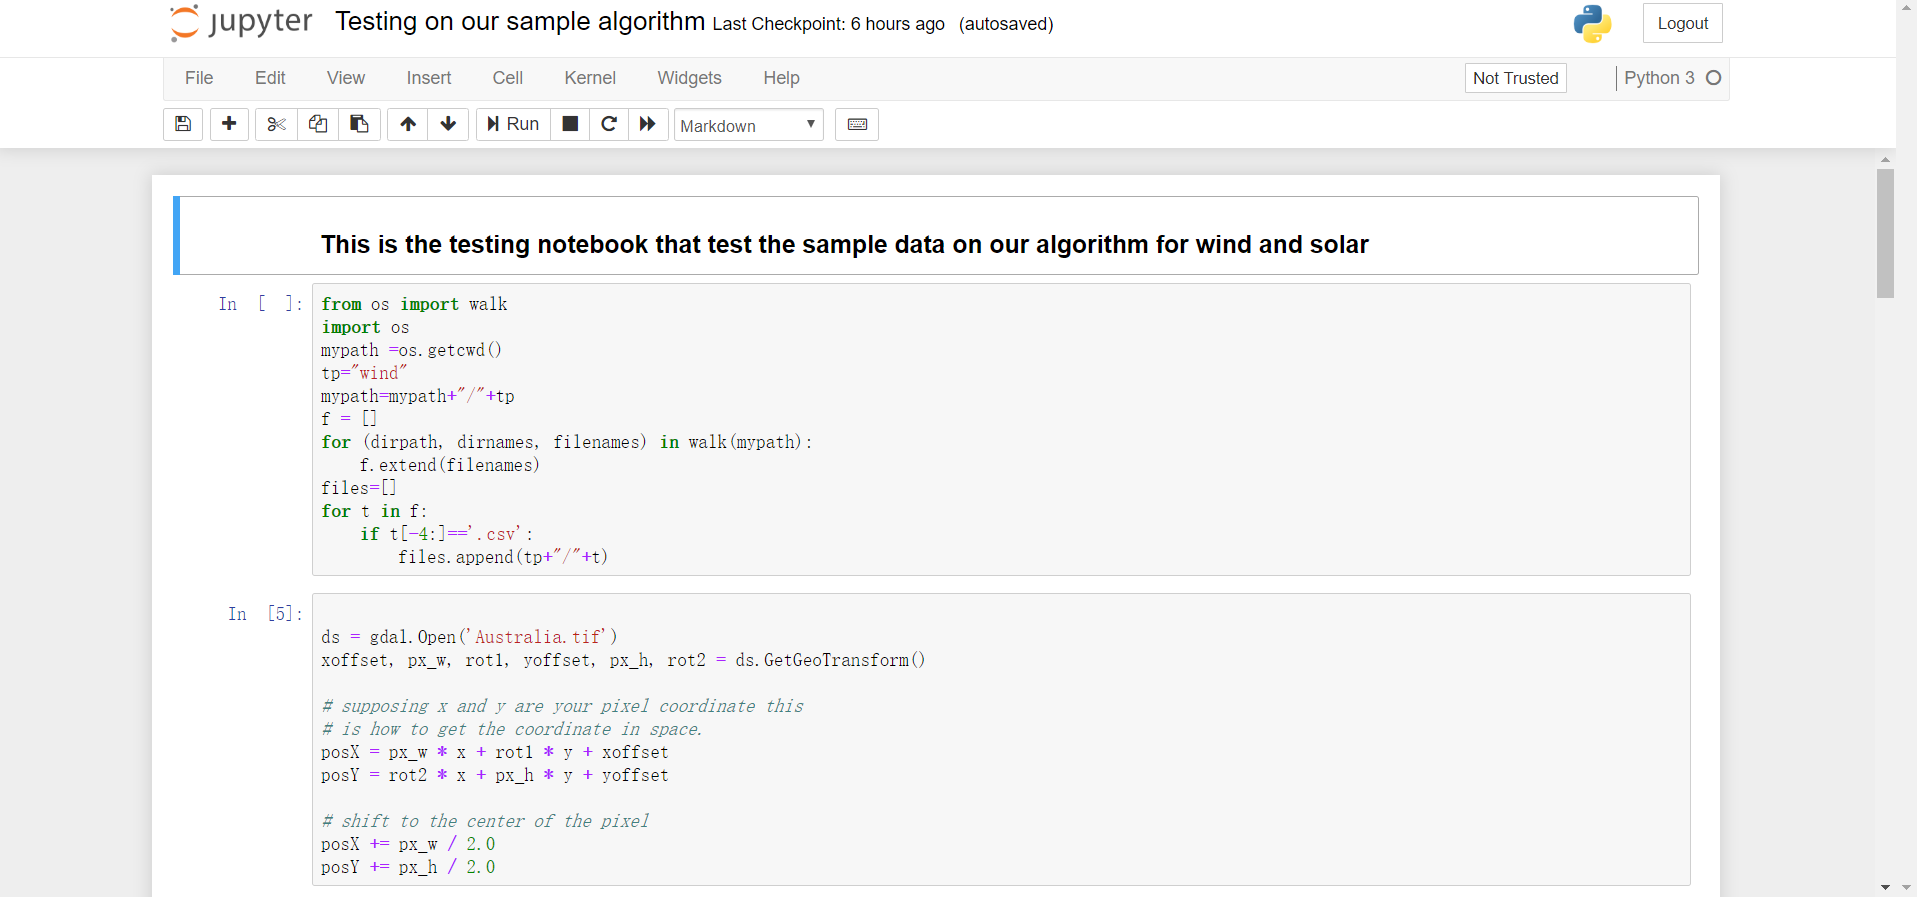 jupyter Testing on our sample algorithm Last Checkpoint: 6 hours ago (autosaved) Logout
File Edit View Insert Cell Kernel Widgets Help Not Trusted Python 3
Run Markdown
This is the testing notebook that test the sample data on our algorithm for wind and solar
In [ ]:
from os import walk
import os
mypath =os.getcwd()
tp="wind"
mypath=mypath+"/"+tp
f = []
for (dirpath, dirnames, filenames) in walk(mypath):
    f.extend(filenames)
files=[]
for t in f:
    if t[-4:]=='.csv':
        files.append(tp+"/"+t)
In [5]:
ds = gdal.Open('Australia.tif')
xoffset, px_w, rot1, yoffset, px_h, rot2 = ds.GetGeoTransform()
# supposing x and y are your pixel coordinate this
# is how to get the coordinate in space.
posX = px_w * x + rot1 * y + xoffset
posY = rot2 * x + px_h * y + yoffset
# shift to the center of the pixel
posX += px_w / 2.0
posY += px_h / 2.0